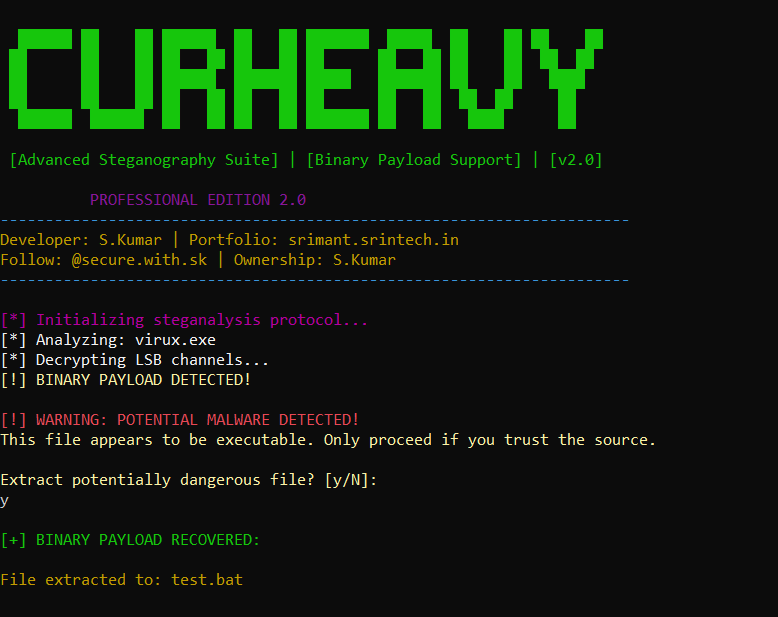 CURHEAVY
[Advanced Steganography Suite] | [Binary Payload Support] | [v2.0]
PROFESSIONAL EDITION 2.0
----------------------------------------------------------------------
Developer: S.Kumar | Portfolio: srimant.srintech.in
Follow: @secure.with.sk | Ownership: S.Kumar
----------------------------------------------------------------------
[*] Initializing steganalysis protocol...
[*] Analyzing: virux.exe
[*] Decrypting LSB channels...
[!] BINARY PAYLOAD DETECTED!
[!] WARNING: POTENTIAL MALWARE DETECTED!
This file appears to be executable. Only proceed if you trust the source.
Extract potentially dangerous file? [y/N]:
y
[+] BINARY PAYLOAD RECOVERED:
File extracted to: test.bat